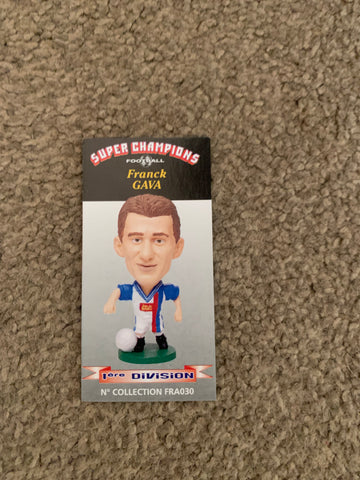 SUPER CHAMPIONS
FOOTBALL
Franck
GAVA
1ère DIVISION
N° COLLECTION FRA030